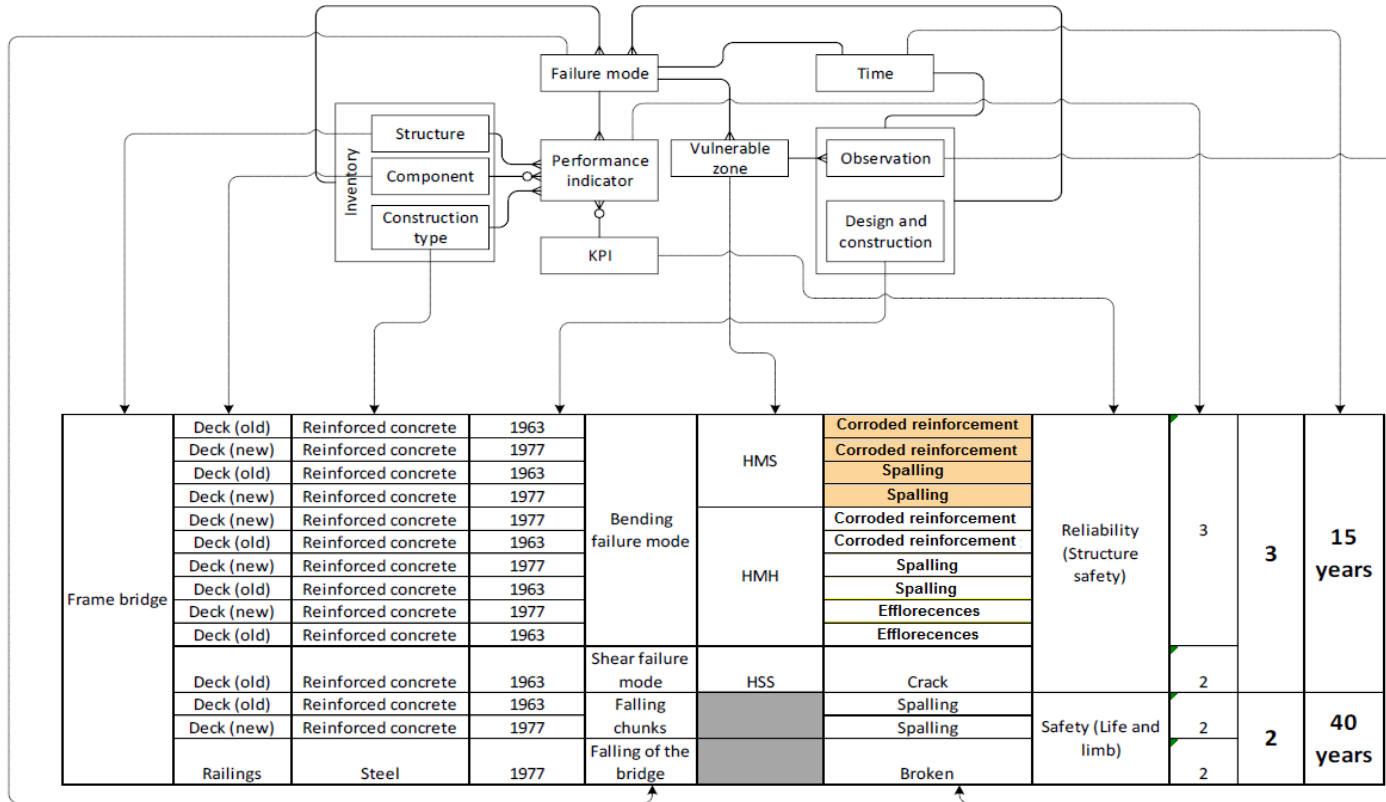 Failure mode
Time
Structure
Component
Construction
type
Inventory
Performance
indicator
KPI
Vulnerable
zone
Observation
Design and
construction
Frame bridge
Deck (old) Reinforced concrete 1963 Corroded reinforcement
Deck (new) Reinforced concrete 1977 Corroded reinforcement
Deck (old) Reinforced concrete 1963 Spalling
Deck (new) Reinforced concrete 1977 Spalling
Deck (new) Reinforced concrete 1977 Corroded reinforcement
Deck (old) Reinforced concrete 1963 Corroded reinforcement
Deck (new) Reinforced concrete 1977 Spalling
Deck (old) Reinforced concrete 1963 Spalling
Deck (new) Reinforced concrete 1977 Efflorecences
Deck (old) Reinforced concrete 1963 Efflorecences
Bending
failure mode
HMS
HMH
Reliability
(Structure
safety)
3
3
15
years
Shear failure
mode
Deck (old) Reinforced concrete 1963 HSS Crack 2
Deck (old) Reinforced concrete 1963 Spalling
Deck (new) Reinforced concrete 1977 Spalling
Falling
chunks
Safety (Life and
limb)
2
2
40
years
Falling of the
bridge
Railings Steel 1977 Broken 2